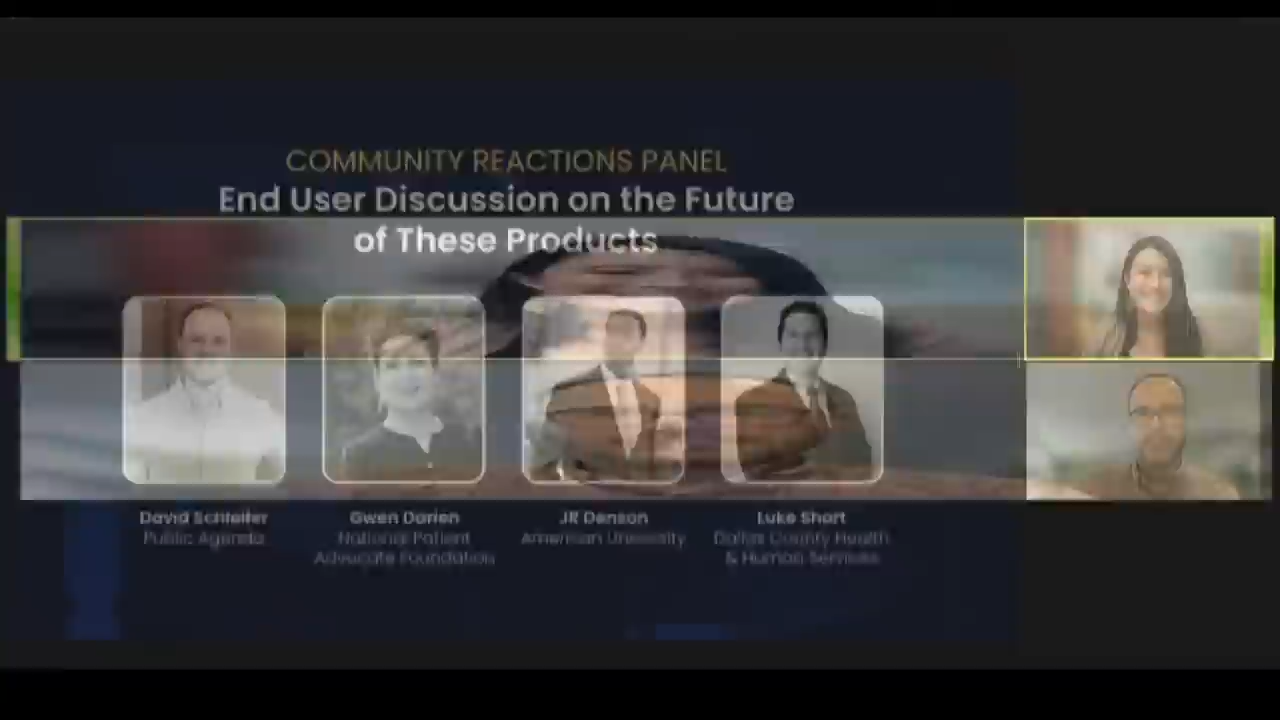 COMMUNITY REACTIONS PANEL
End User Discussion on the Future
of These Products
David Schleifer
Public Agenda
Gwen Darien
National Patient
Advocate Foundation
JR Denson
American University
Luke Short
Dallas County Health
& Human Services